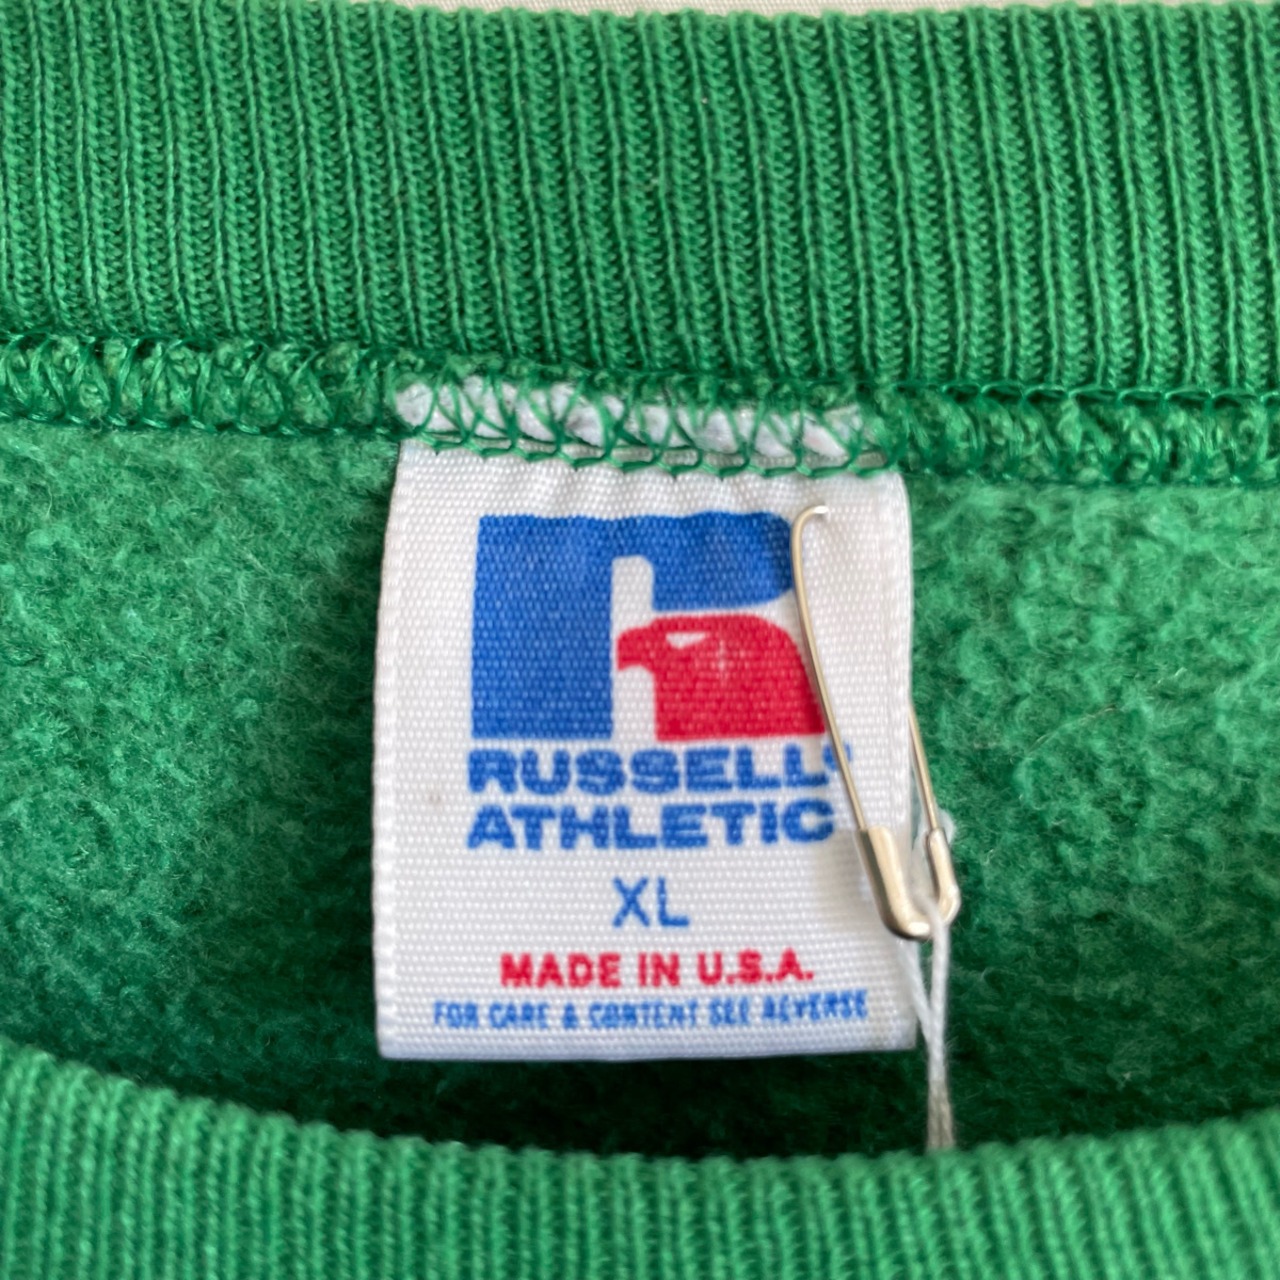 RUSSELL
ATHLETIC
XL
MADE IN U.S.A.
FOR CARE & CONTENT SEE REVERSE